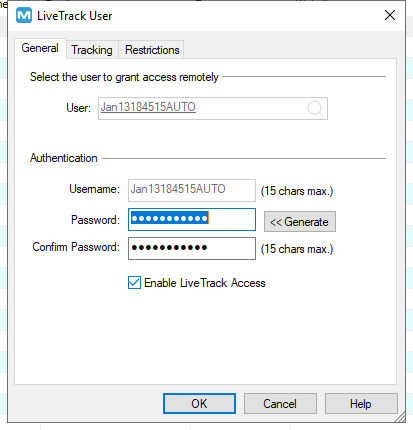 LiveTrack User
General Tracking Restrictions
Select the user to grant access remotely
User: Jan13184515AUTO
Authentication
Username: Jan13184515AUTO (15 chars max.)
Password: ●●●●●●●●●●● << Generate
Confirm Password: ●●●●●●●●●●● (15 chars max.)
Enable LiveTrack Access
OK Cancel Help